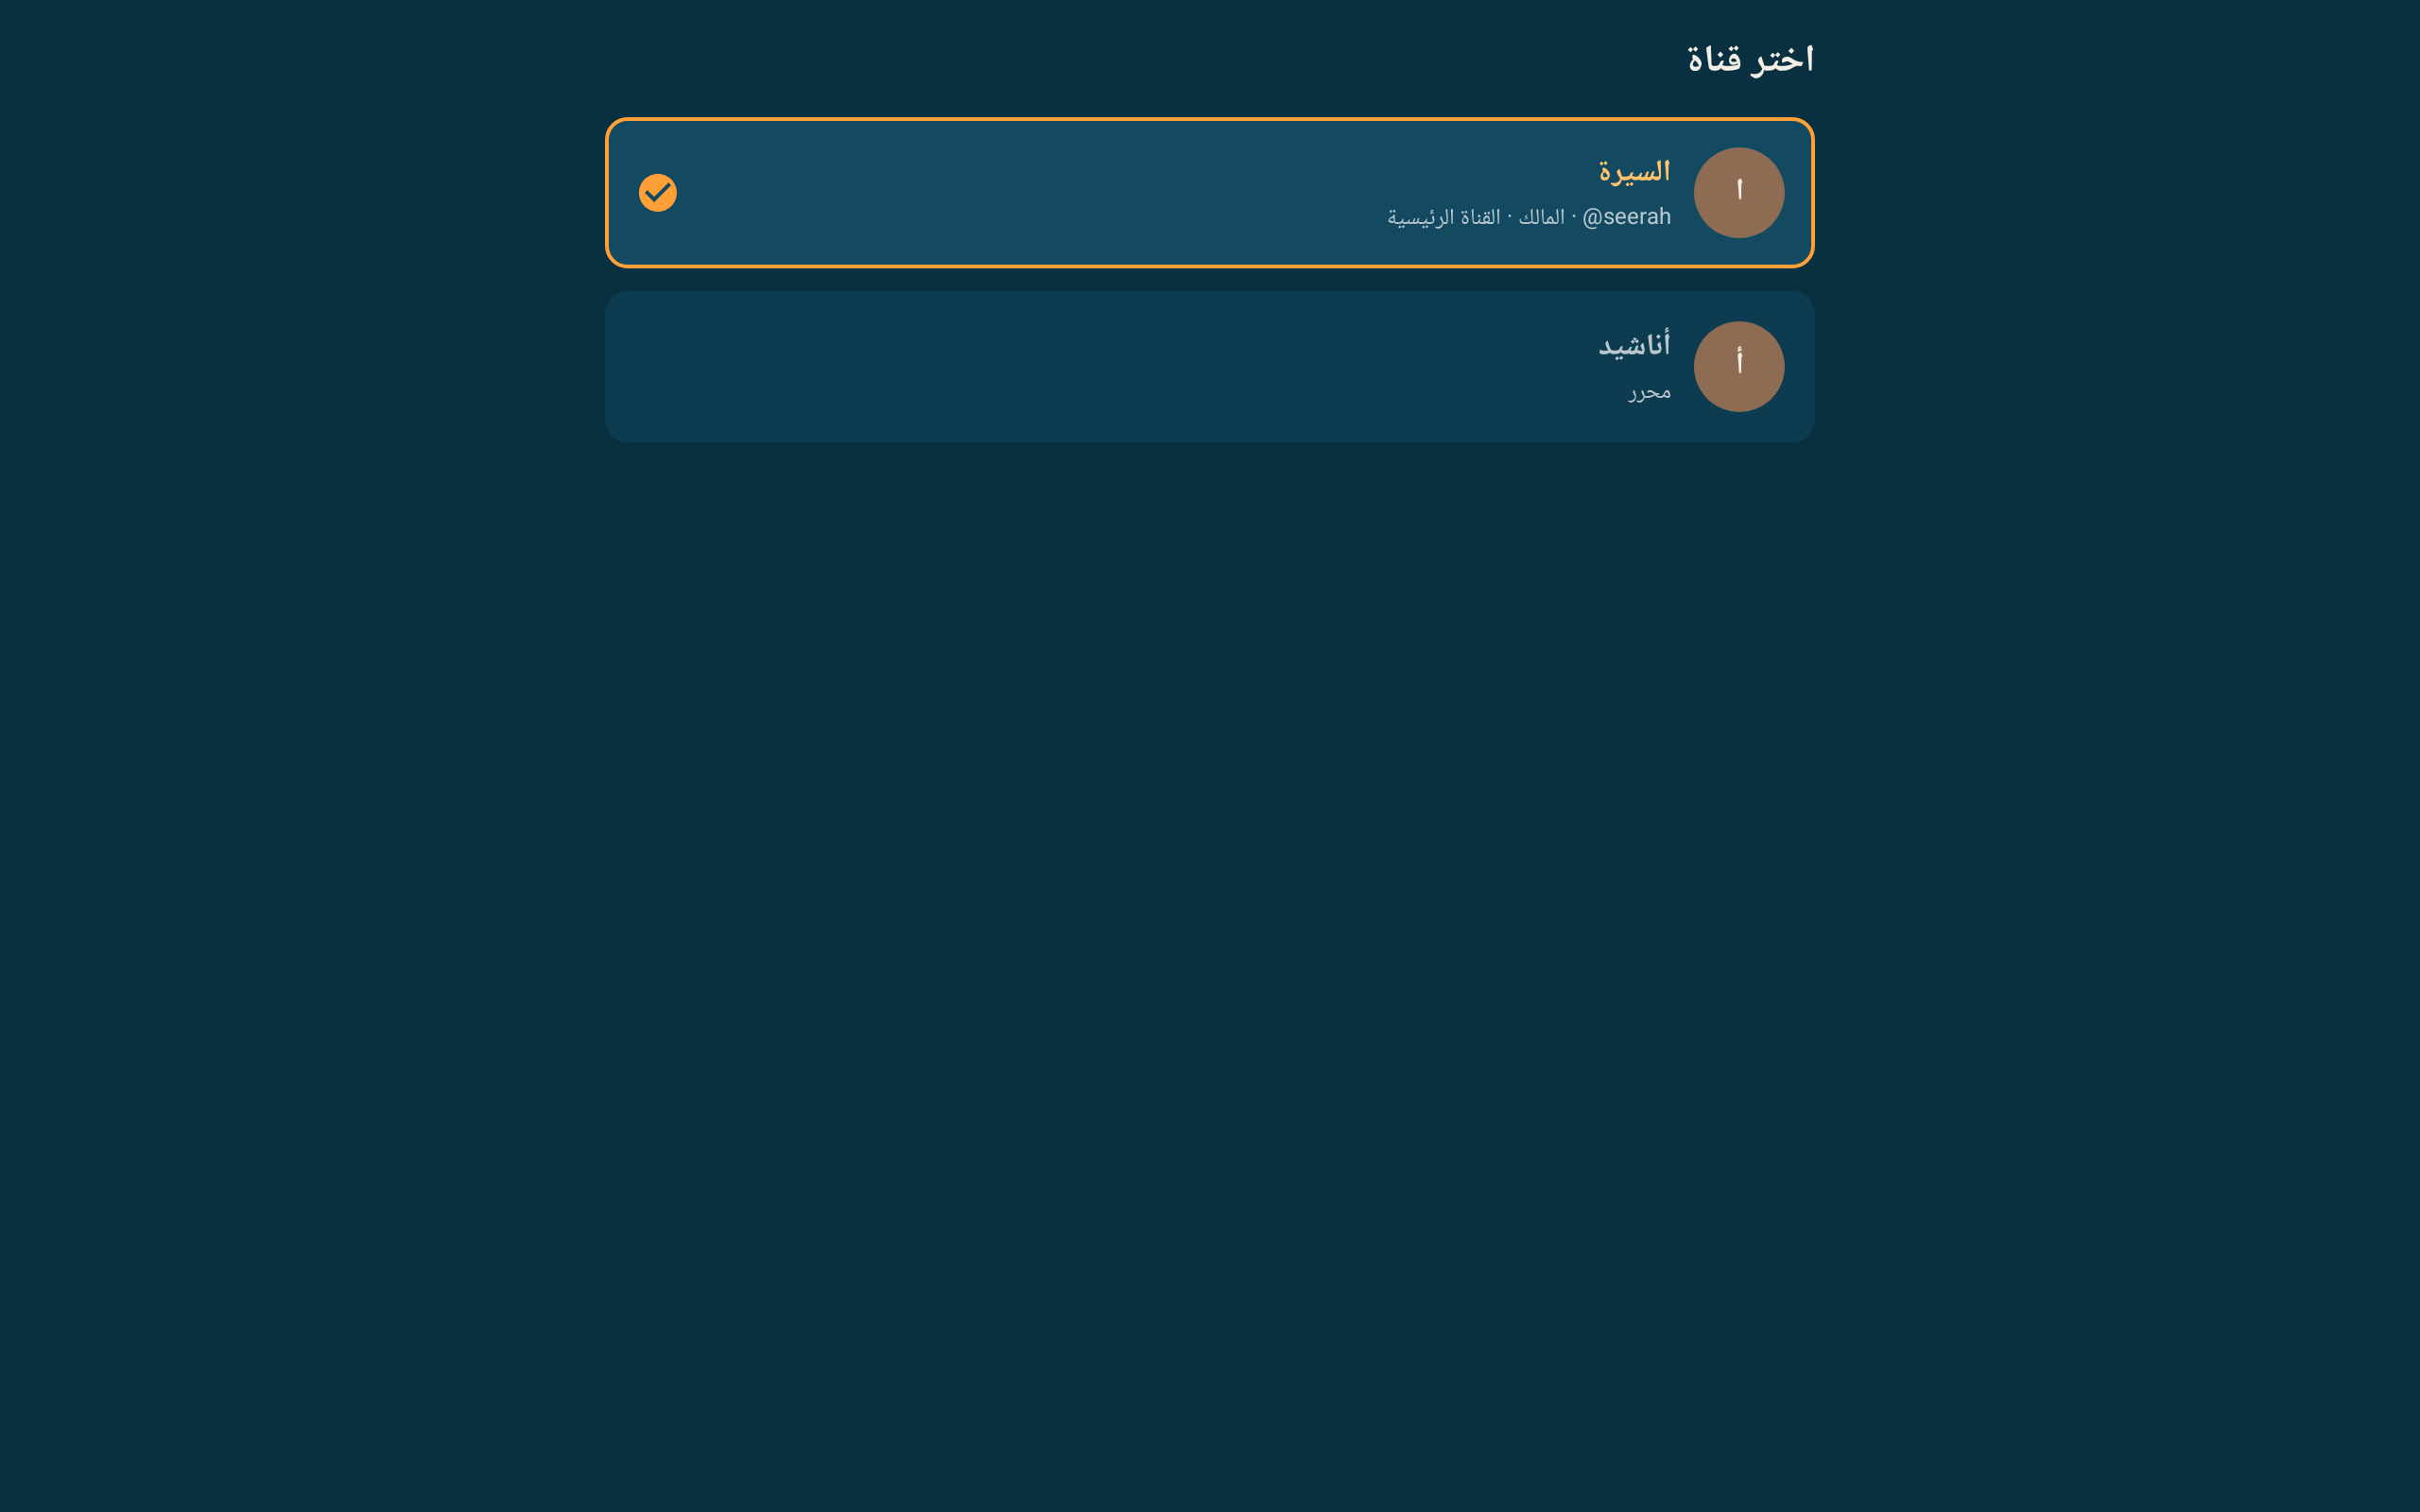 اختر قناة
ا
السيرة
@seerah · المالك · القناة الرئيسية
أ
أناشيد
محرر